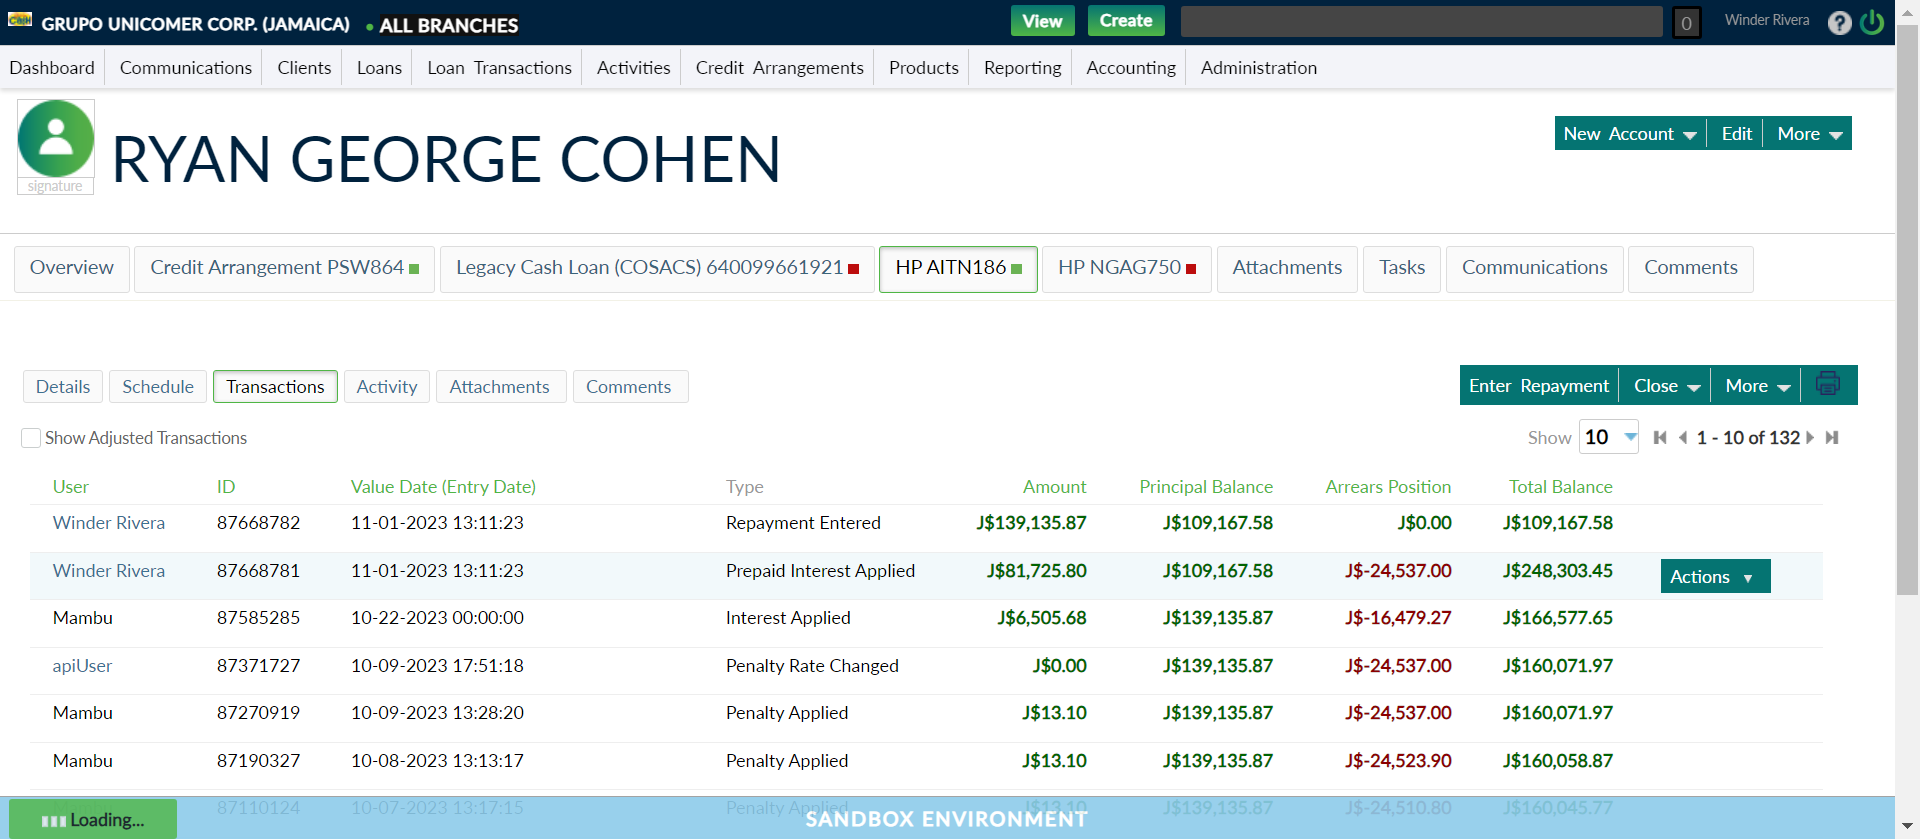 Cash GRUPO UNICOMER CORP. (JAMAICA) • ALL BRANCHES View Create 0 Winder Rivera ?
Dashboard Communications Clients Loans Loan Transactions Activities Credit Arrangements Products Reporting Accounting Administration
RYAN GEORGE COHEN
signature
New Account Edit More
Overview Credit Arrangement PSW864 Legacy Cash Loan (COSACS) 640099661921 HP AITN186 HP NGAG750 Attachments Tasks Communications Comments
Details Schedule Transactions Activity Attachments Comments Enter Repayment Close More
Show Adjusted Transactions Show 10 1 - 10 of 132
User ID Value Date (Entry Date) Type Amount Principal Balance Arrears Position Total Balance
Winder Rivera 87668782 11-01-2023 13:11:23 Repayment Entered J$139,135.87 J$109,167.58 J$0.00 J$109,167.58
Winder Rivera 87668781 11-01-2023 13:11:23 Prepaid Interest Applied J$81,725.80 J$109,167.58 J$-24,537.00 J$248,303.45 Actions
Mambu 87585285 10-22-2023 00:00:00 Interest Applied J$6,505.68 J$139,135.87 J$-16,479.27 J$166,577.65
apiUser 87371727 10-09-2023 17:51:18 Penalty Rate Changed J$0.00 J$139,135.87 J$-24,537.00 J$160,071.97
Mambu 87270919 10-09-2023 13:28:20 Penalty Applied J$13.10 J$139,135.87 J$-24,537.00 J$160,071.97
Mambu 87190327 10-08-2023 13:13:17 Penalty Applied J$13.10 J$139,135.87 J$-24,523.90 J$160,058.87
Mambu 87110124 10-07-2023 13:17:15 Penalty Applied J$13.10 J$139,135.87 J$-24,510.80 J$160,045.77
Loading... SANDBOX ENVIRONMENT